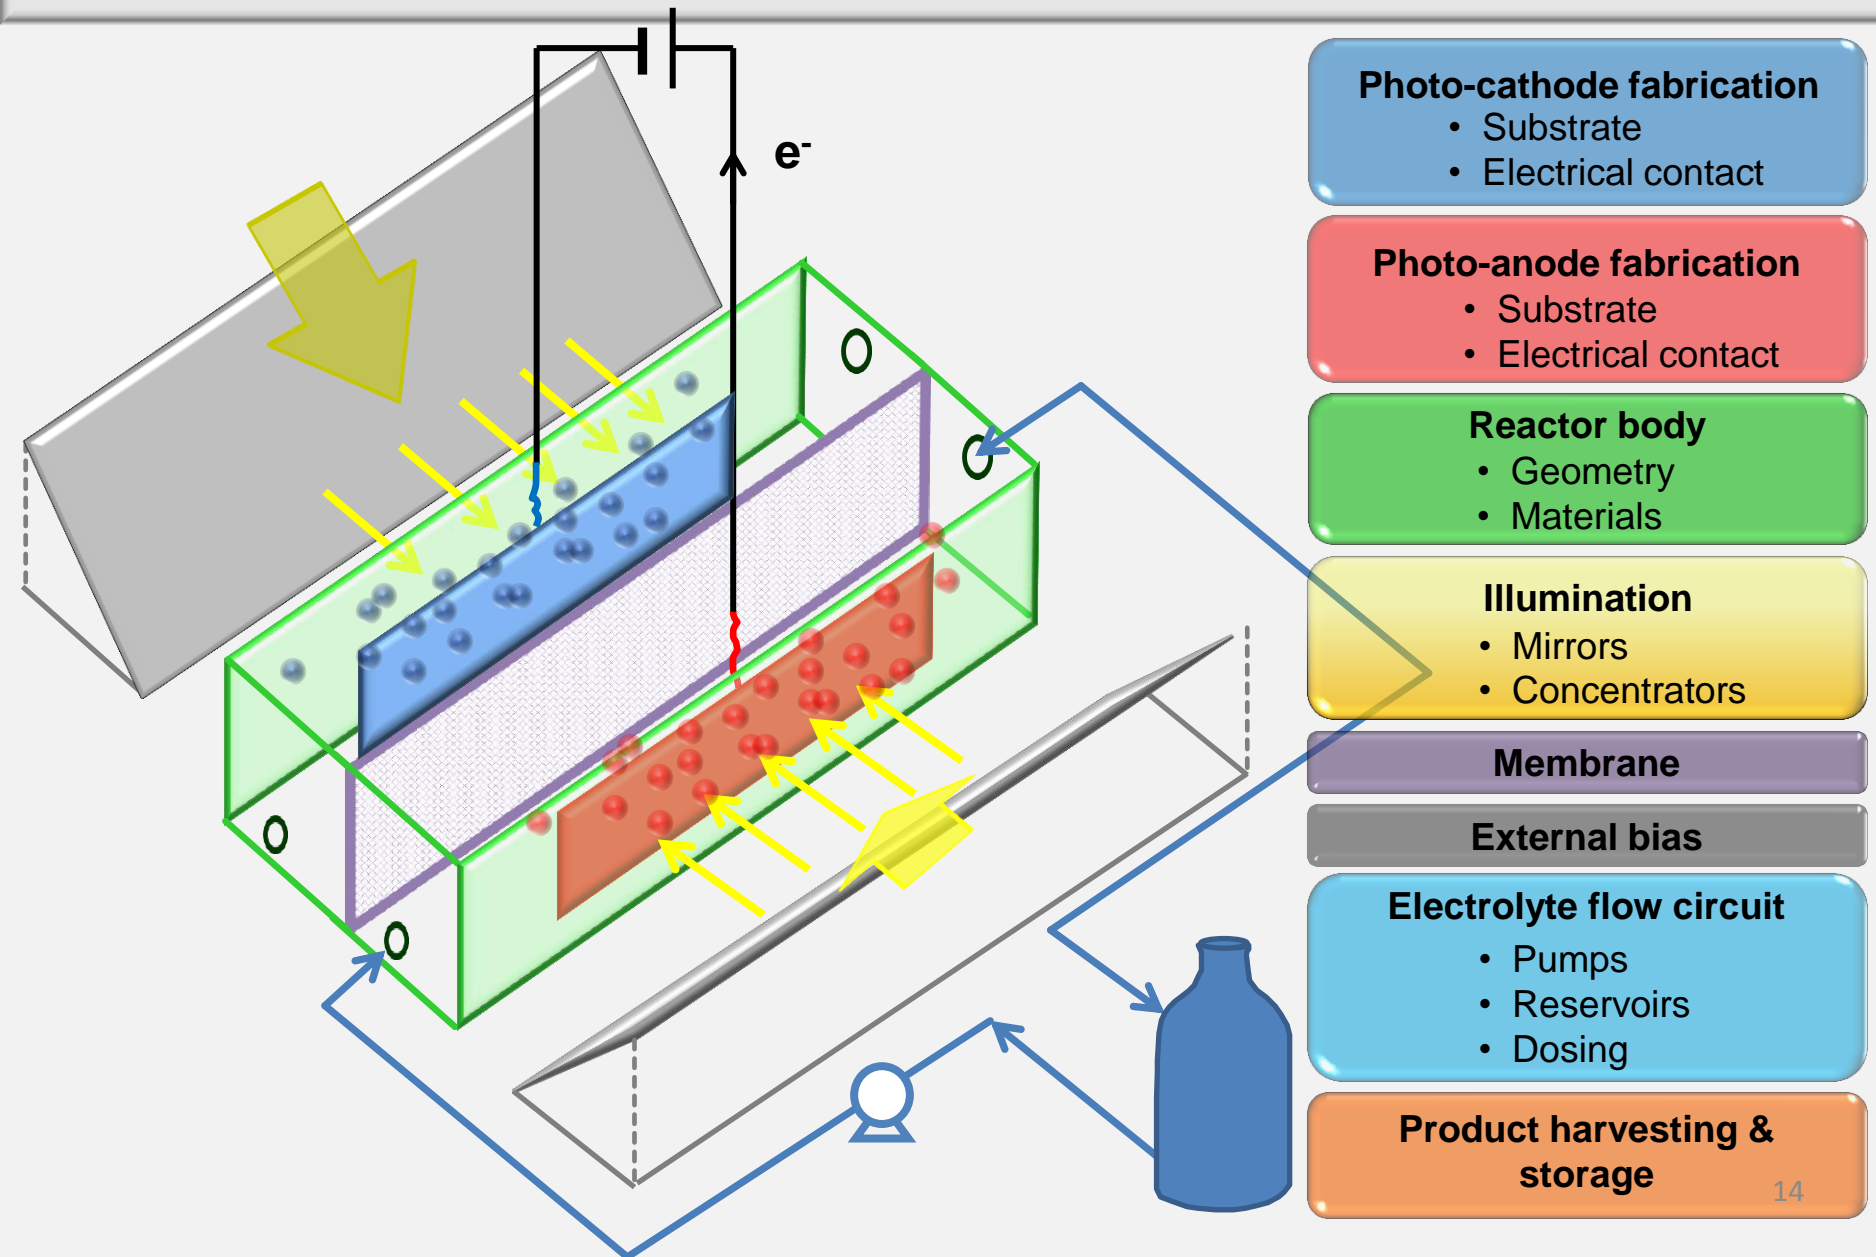 e-
Photo-cathode fabrication
• Substrate
• Electrical contact
Photo-anode fabrication
• Substrate
• Electrical contact
Reactor body
• Geometry
• Materials
Illumination
• Mirrors
• Concentrators
Membrane
External bias
Electrolyte flow circuit
• Pumps
• Reservoirs
• Dosing
Product harvesting &
storage
14